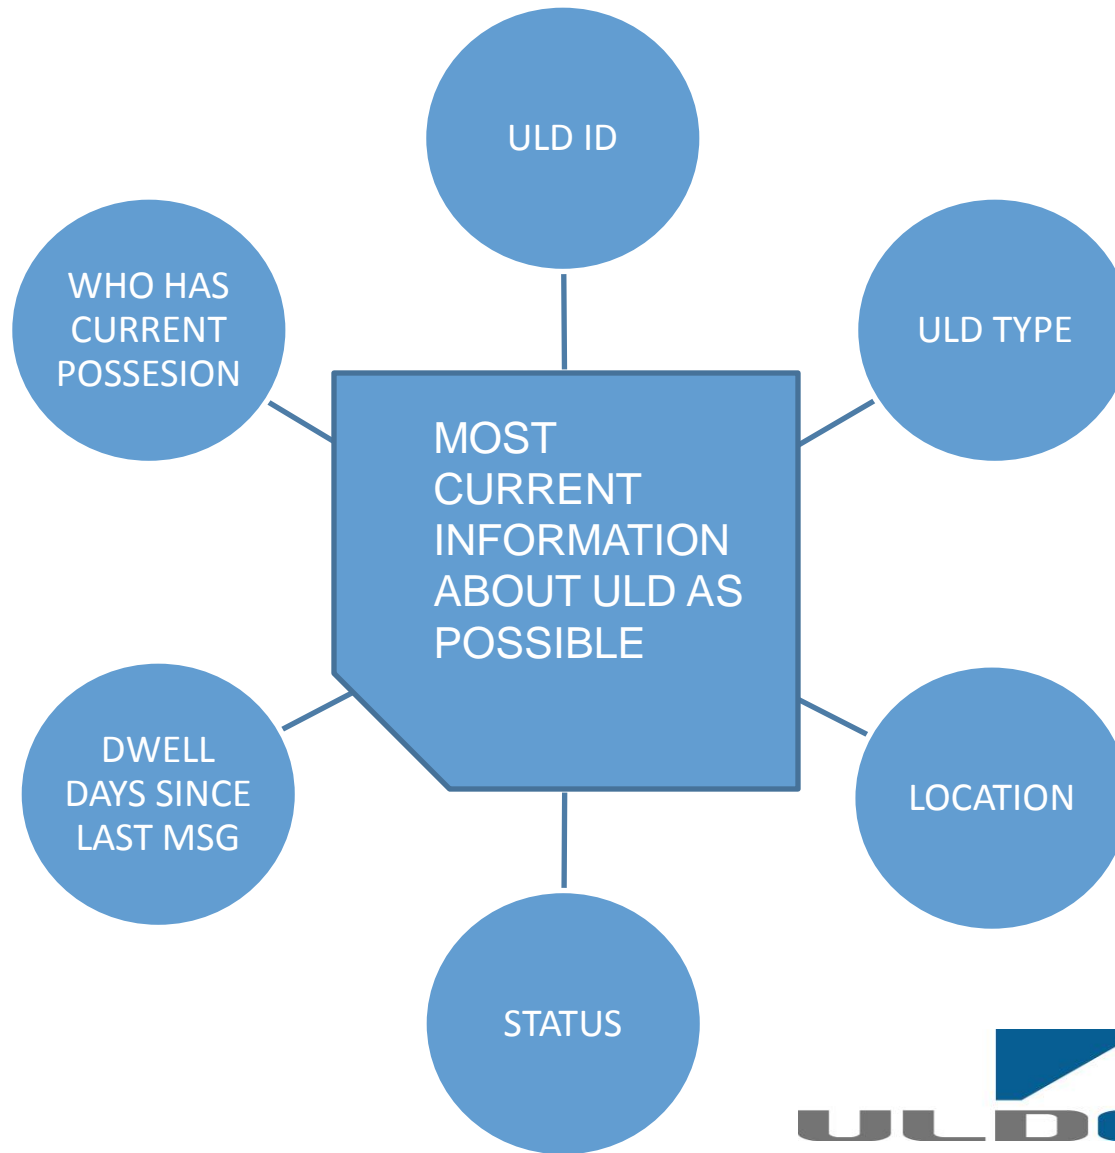 ULD ID
WHO HAS
CURRENT
POSSESION
ULD TYPE
MOST
CURRENT
INFORMATION
ABOUT ULD AS
POSSIBLE
DWELL
DAYS SINCE
LAST MSG
LOCATION
STATUS
ULD